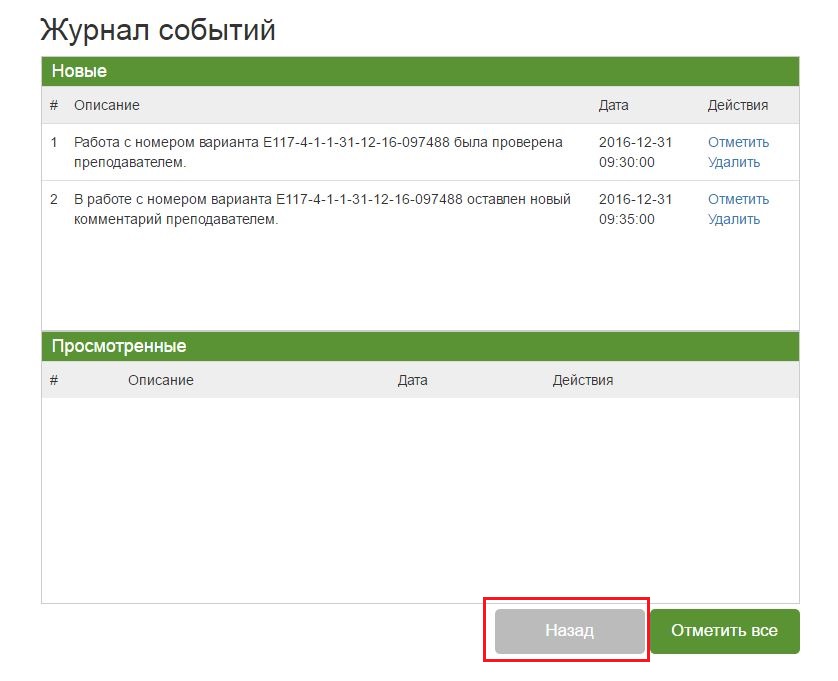 Журнал событий
Новые
# Описание Дата Действия
1 Работа с номером варианта E117-4-1-1-31-12-16-097488 была проверена 2016-12-31 Отметить
преподавателем. 09:30:00 Удалить
2 В работе с номером варианта E117-4-1-1-31-12-16-097488 оставлен новый 2016-12-31 Отметить
комментарий преподавателем. 09:35:00 Удалить
Просмотренные
# Описание Дата Действия
Назад Отметить все